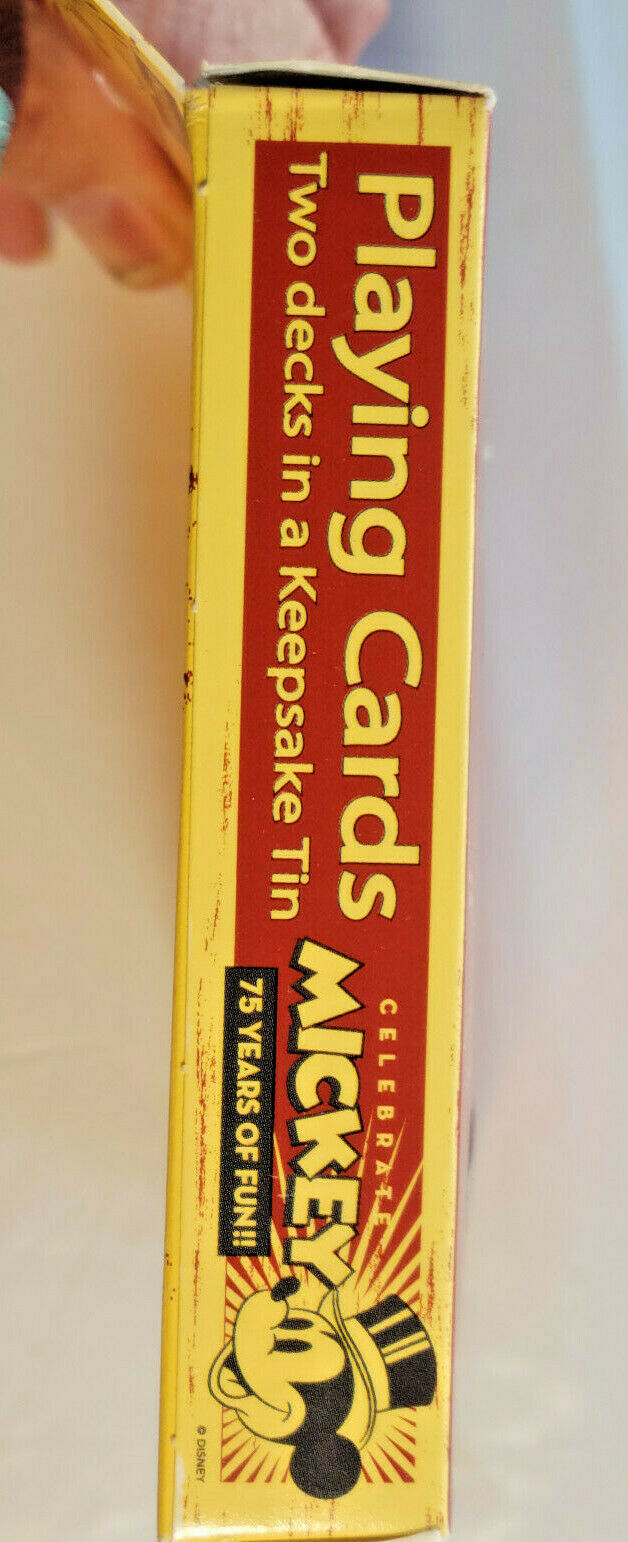 Playing Cards
Two decks in a Keepsake Tin
CELEBRATE
MICKEY
75 YEARS OF FUN!!
© DISNEY